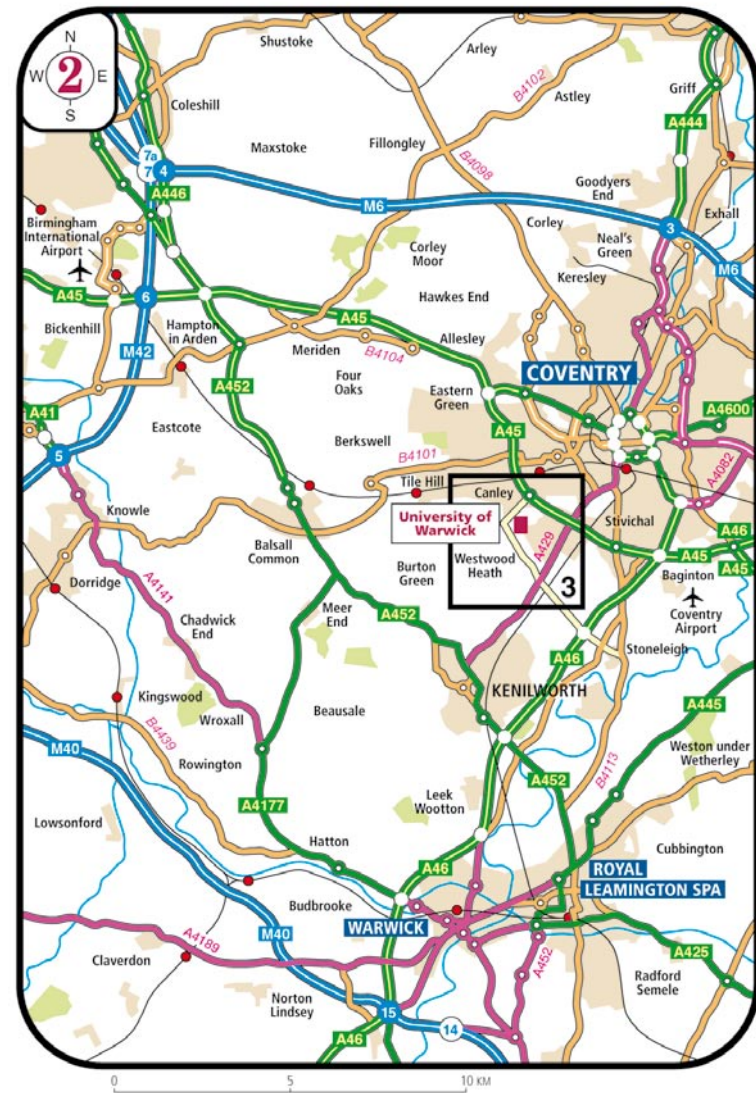 N
W 2 E
S
Shustoke
Arley
Coleshill
B4102
Astley
Griff
A444
Maxstoke
Fillongley
B4098
7a
7
4
A446
Goodyers
End
M6
Exhall
Birmingham
International
Airport
Corley
Neal's
Green
3
Corley
Moor
Keresley
M6
A45
6
Hawkes End
Bickenhill
Hampton
in Arden
A45
Allesley
M42
Meriden
B4104
COVENTRY
A452
Four
Oaks
Eastern
Green
A41
A4600
Eastcote
A45
5
Berkswell
B4101
Tile Hill
A4082
Canley
Knowle
University of
Warwick
Stivichal
A46
Balsall
Common
A429
A45
A45
Burton
Green
Westwood
Heath
3
Baginton
Dorridge
A4141
Meer
End
A452
Coventry
Airport
Chadwick
End
Stoneleigh
A46
Kingswood
KENILWORTH
A445
Wroxall
Beausale
B4439
M40
Rowington
Weston under
Wetherley
B4113
A452
Leek
Wootton
A4177
Lowsonford
Hatton
Cubbington
A46
ROYAL
LEAMINGTON SPA
Budbrooke
WARWICK
A4189
M40
A425
Claverdon
A452
Radford
Semele
Norton
Lindsey
15
14
A46
0 5 10 KM